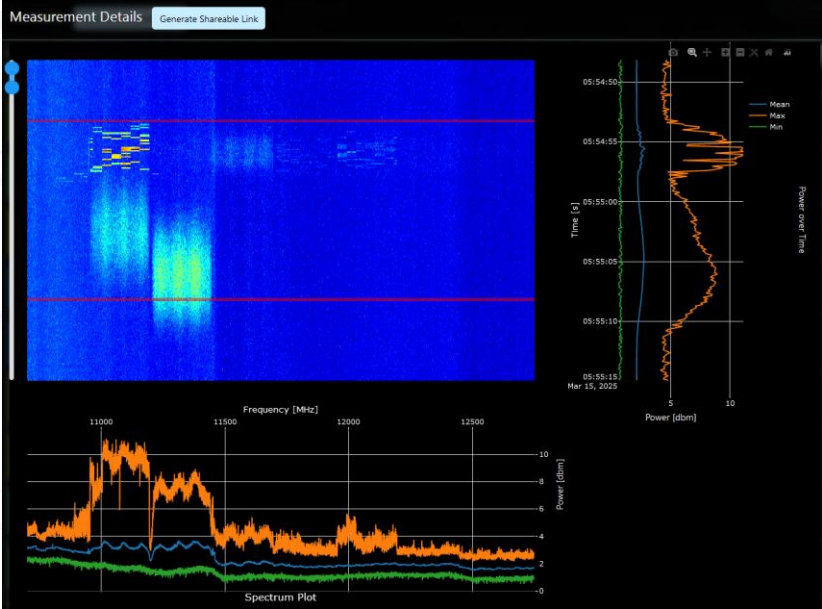 Measurement Details
Generate Shareable Link
05:54:50
05:54:55
05:55:00
05:55:05
05:55:10
05:55:15
Mar 15, 2025
Time [s]
5
10
Power [dbm]
Mean
Max
Min
Power over Time
Frequency [MHz]
11000
11500
12000
12500
10
8
6
4
2
0
Power [dbm]
Spectrum Plot